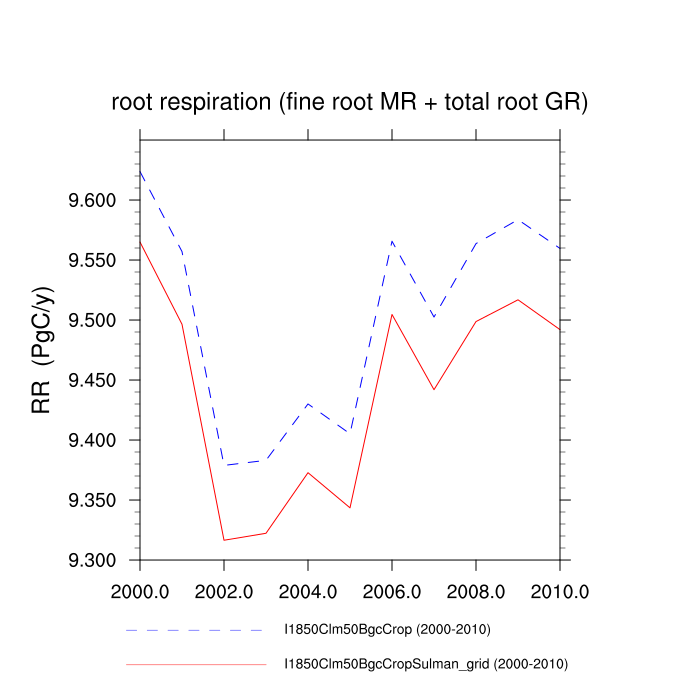 root respiration (fine root MR + total root GR)
RR (PgC/y)
9.600
9.550
9.500
9.450
9.400
9.350
9.300
2000.0 2002.0 2004.0 2006.0 2008.0 2010.0
I1850Clm50BgcCrop (2000-2010)
I1850Clm50BgcCropSulman_grid (2000-2010)